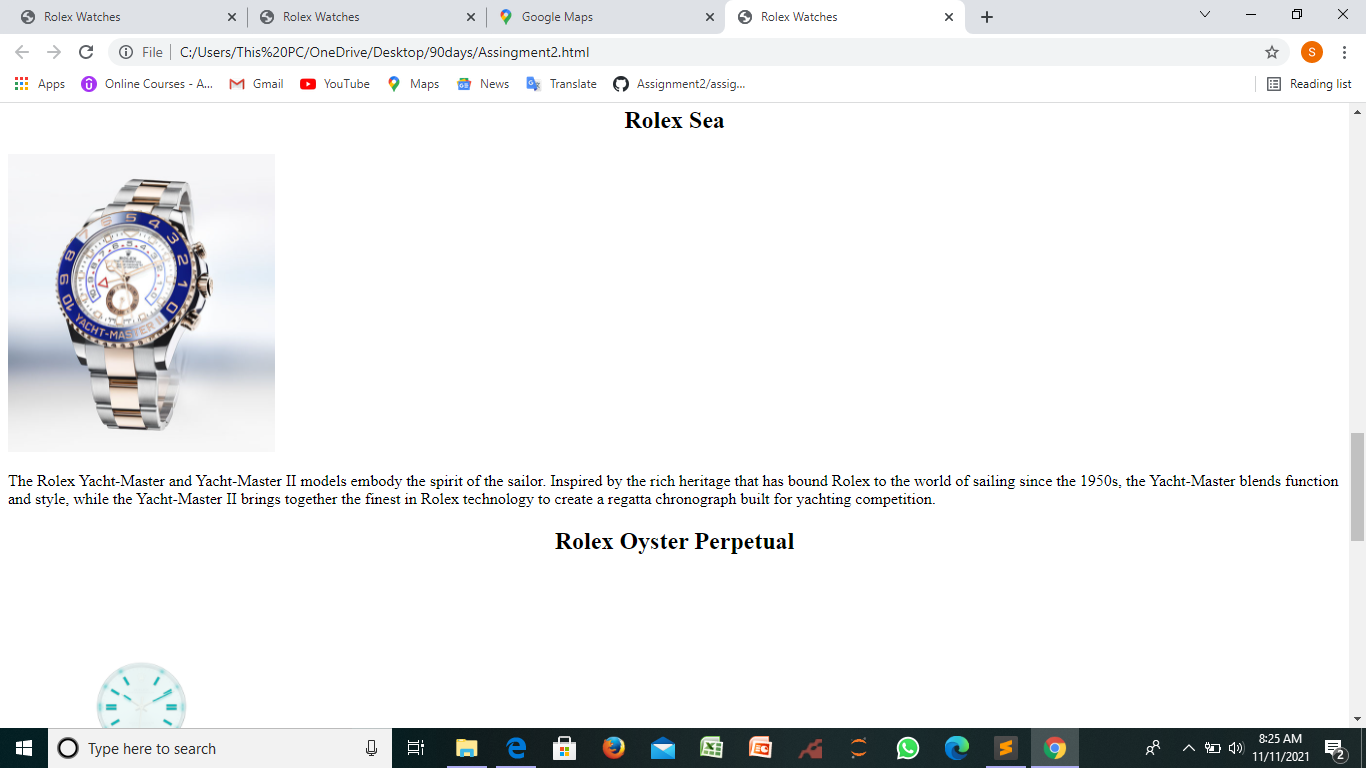 Rolex Watches
Rolex Watches
Google Maps
Rolex Watches
File
C:/Users/This%20PC/OneDrive/Desktop/90days/Assingment2.html
S
Apps
Online Courses - A...
Gmail
YouTube
Maps
News
Translate
Assignment2/assig...
Reading list
Rolex Sea
YACHT-MASTER II
The Rolex Yacht-Master and Yacht-Master II models embody the spirit of the sailor. Inspired by the rich heritage that has bound Rolex to the world of sailing since the 1950s, the Yacht-Master blends function
and style, while the Yacht-Master II brings together the finest in Rolex technology to create a regatta chronograph built for yachting competition.
Rolex Oyster Perpetual
Type here to search
8:25 AM
11/11/2021
2